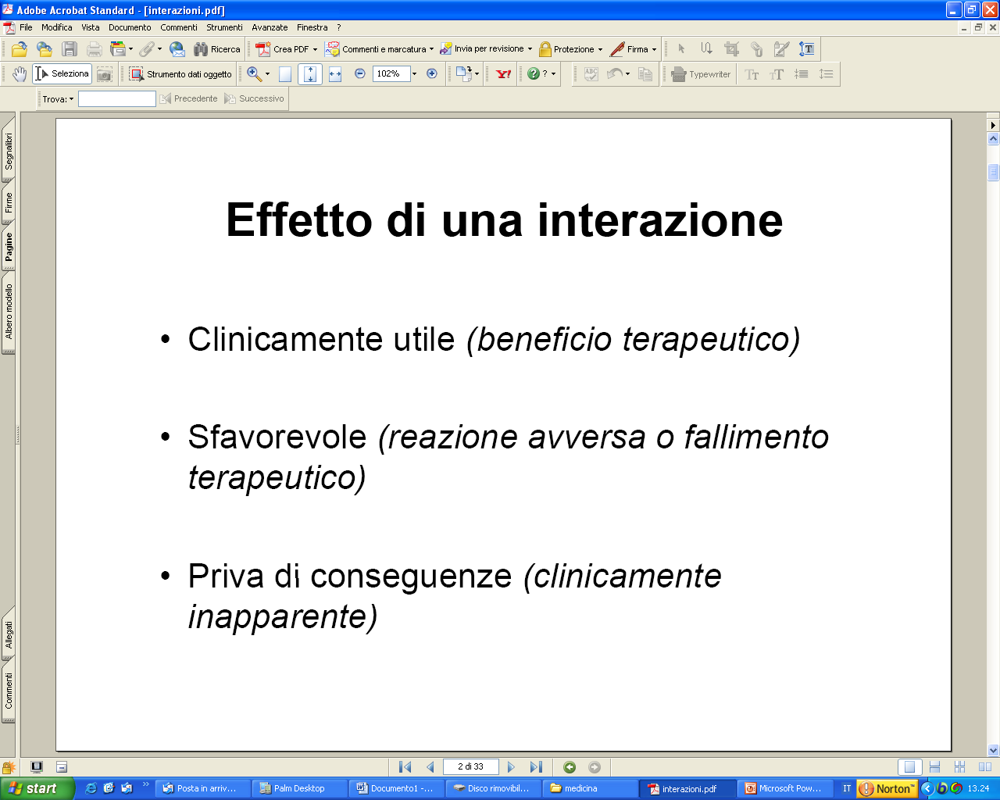 Adobe Acrobat Standard - [interazioni.pdf]
File Modifica Vista Documento Commenti Strumenti Avanzate Finestra ?
Ricerca Crea PDF Commenti e marcatura Invia per revisione Protezione Firma
Seleziona Strumento dati oggetto 102% Y! ? Typewriter
Trova: Precedente Successivo
Segnalibri
Firme
Pagine
Albero modello
Allegati
Commenti
Effetto di una interazione
• Clinicamente utile (beneficio terapeutico)
• Sfavorevole (reazione avversa o fallimento
terapeutico)
• Priva di conseguenze (clinicamente
inapparente)
2 di 33
start Posta in arriv... Palm Desktop Documento1 -... Disco rimovibil... medicina interazioni.pdf Microsoft Pow... IT Norton™ 13.24